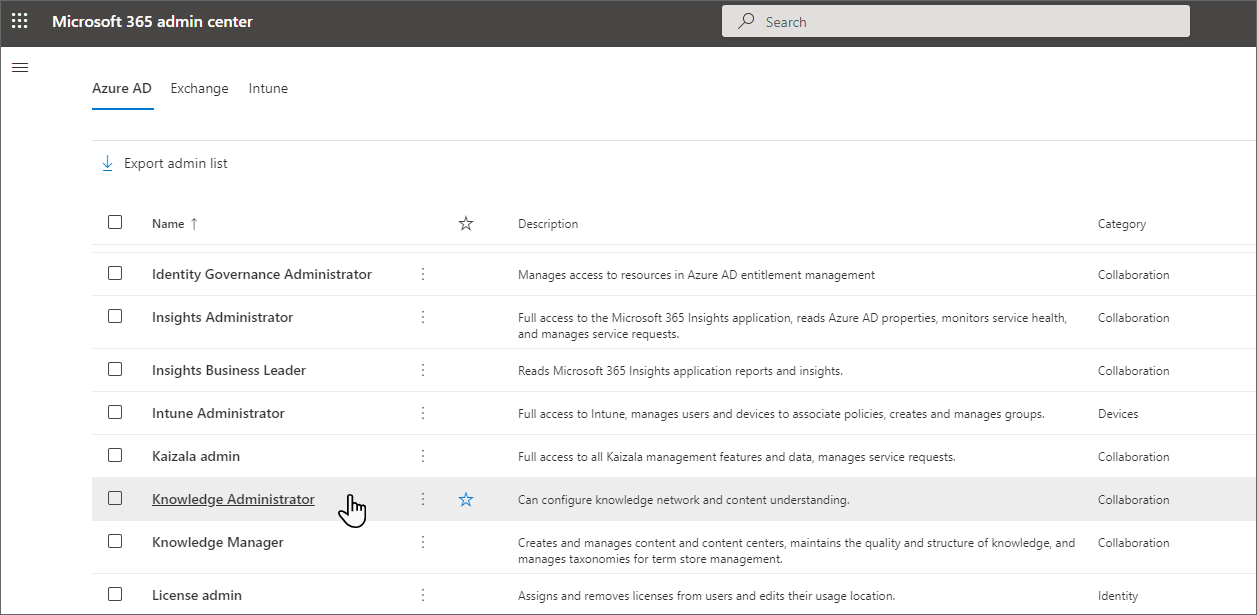 Microsoft 365 admin center
Search
Azure AD Exchange Intune
Export admin list
Name ↑ Description Category
Identity Governance Administrator Manages access to resources in Azure AD entitlement management Collaboration
Insights Administrator Full access to the Microsoft 365 Insights application, reads Azure AD properties, monitors service health, Collaboration
and manages service requests.
Insights Business Leader Reads Microsoft 365 Insights application reports and insights. Collaboration
Intune Administrator Full access to Intune, manages users and devices to associate policies, creates and manages groups. Devices
Kaizala admin Full access to all Kaizala management features and data, manages service requests. Collaboration
Knowledge Administrator Can configure knowledge network and content understanding. Collaboration
Knowledge Manager Creates and manages content and content centers, maintains the quality and structure of knowledge, and Collaboration
manages taxonomies for term store management.
License admin Assigns and removes licenses from users and edits their usage location. Identity